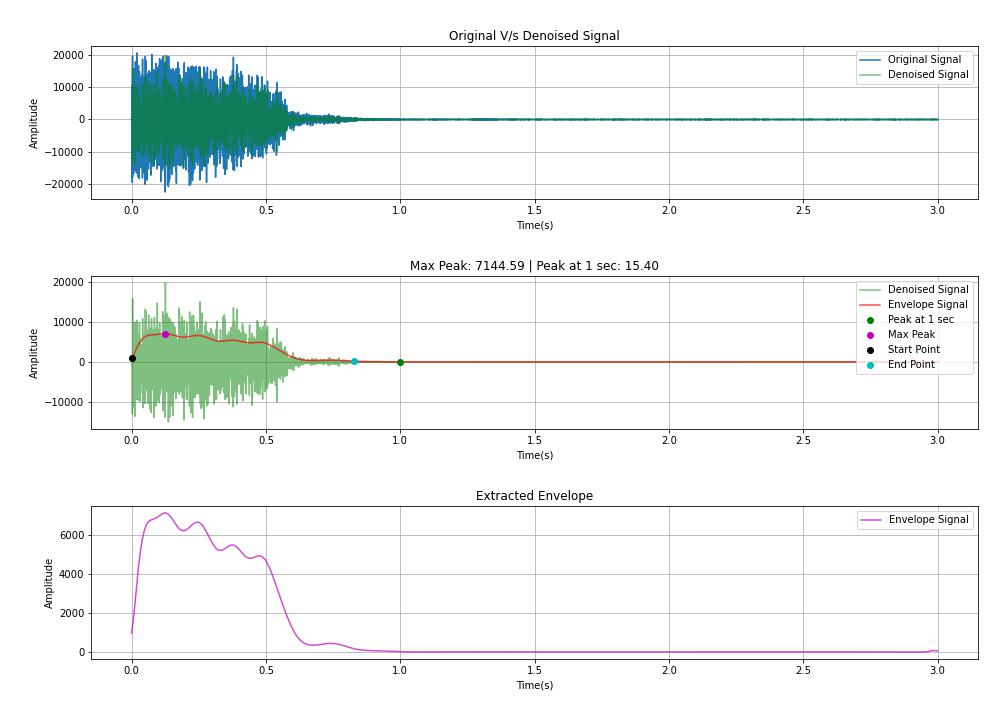 Original V/s Denoised Signal
Amplitude
20000
10000
0
−10000
−20000
Original Signal
Denoised Signal
0.0 0.5 1.0 1.5 2.0 2.5 3.0
Time(s)
Max Peak: 7144.59 | Peak at 1 sec: 15.40
Amplitude
20000
10000
0
−10000
Denoised Signal
Envelope Signal
Peak at 1 sec
Max Peak
Start Point
End Point
0.0 0.5 1.0 1.5 2.0 2.5 3.0
Time(s)
Extracted Envelope
Amplitude
6000
4000
2000
0
Envelope Signal
0.0 0.5 1.0 1.5 2.0 2.5 3.0
Time(s)